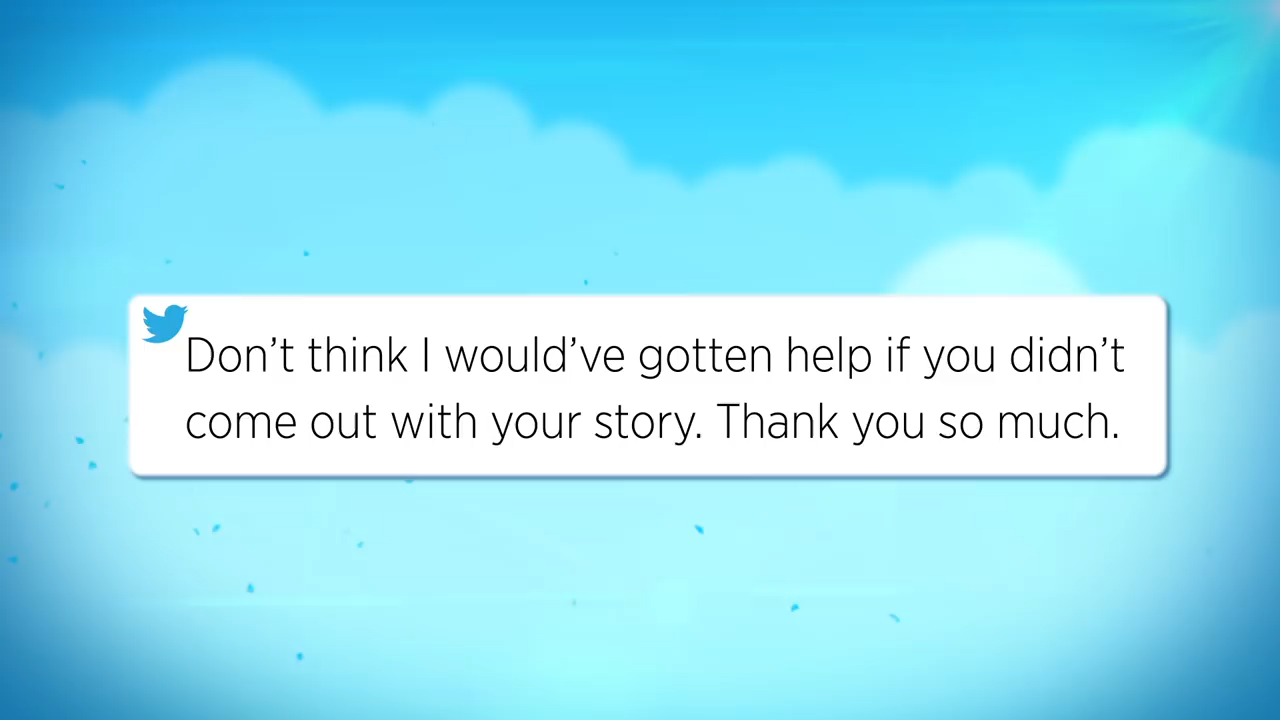 Don’t think I would’ve gotten help if you didn’t
come out with your story. Thank you so much.